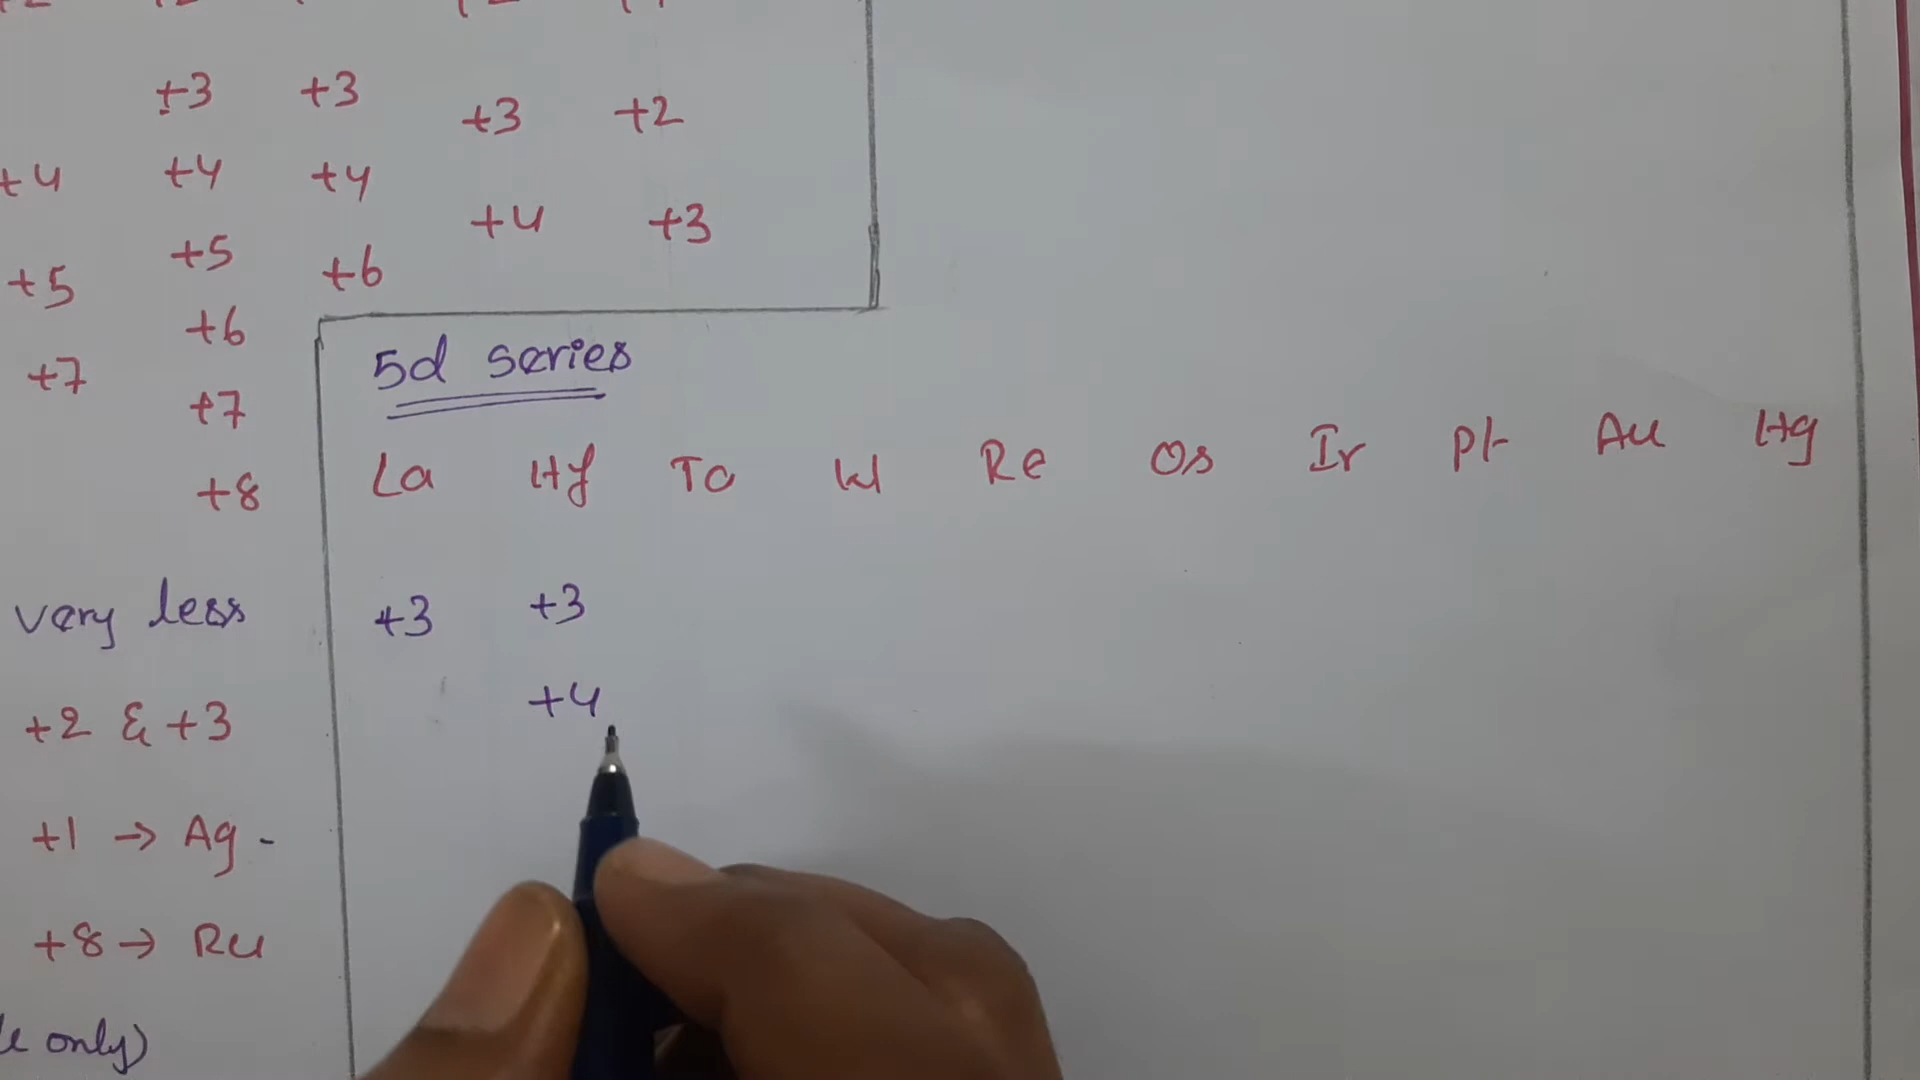 +3 +3 +3 +2
+4 +4 +4 +4 +3
+5 +5 +6
+6
+7 +7
+8
5d series
La Hf Ta W Re Os Ir Pt Au Hg
+3 +3
+4
very less
+2 & +3
+1 → Ag -
+8 → Ru
only)